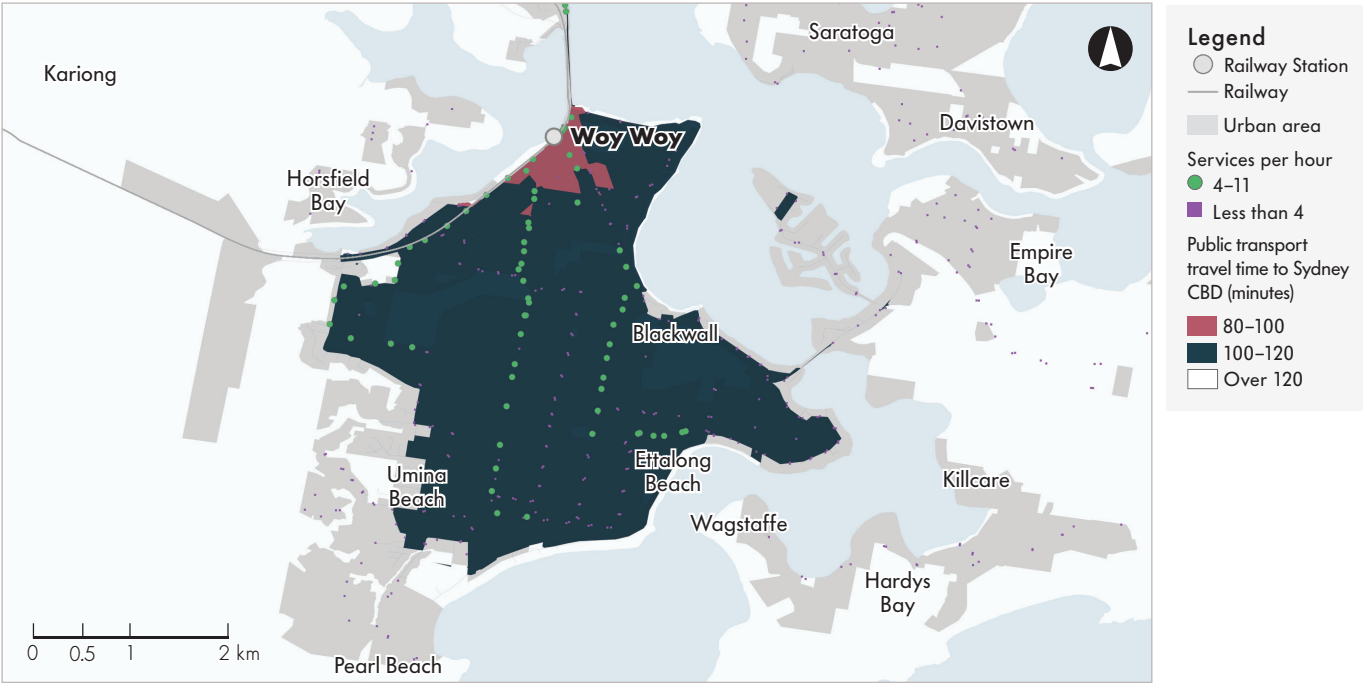 Saratoga
Kariong
Davistown
Woy Woy
Horsfield
Bay
Empire
Bay
Blackwall
Ettalong
Beach
Umina
Beach
Killcare
Wagstaffe
Hardys
Bay
Pearl Beach
0 0.5 1 2 km
Legend
Railway Station
Railway
Urban area
Services per hour
4–11
Less than 4
Public transport
travel time to Sydney
CBD (minutes)
80–100
100–120
Over 120